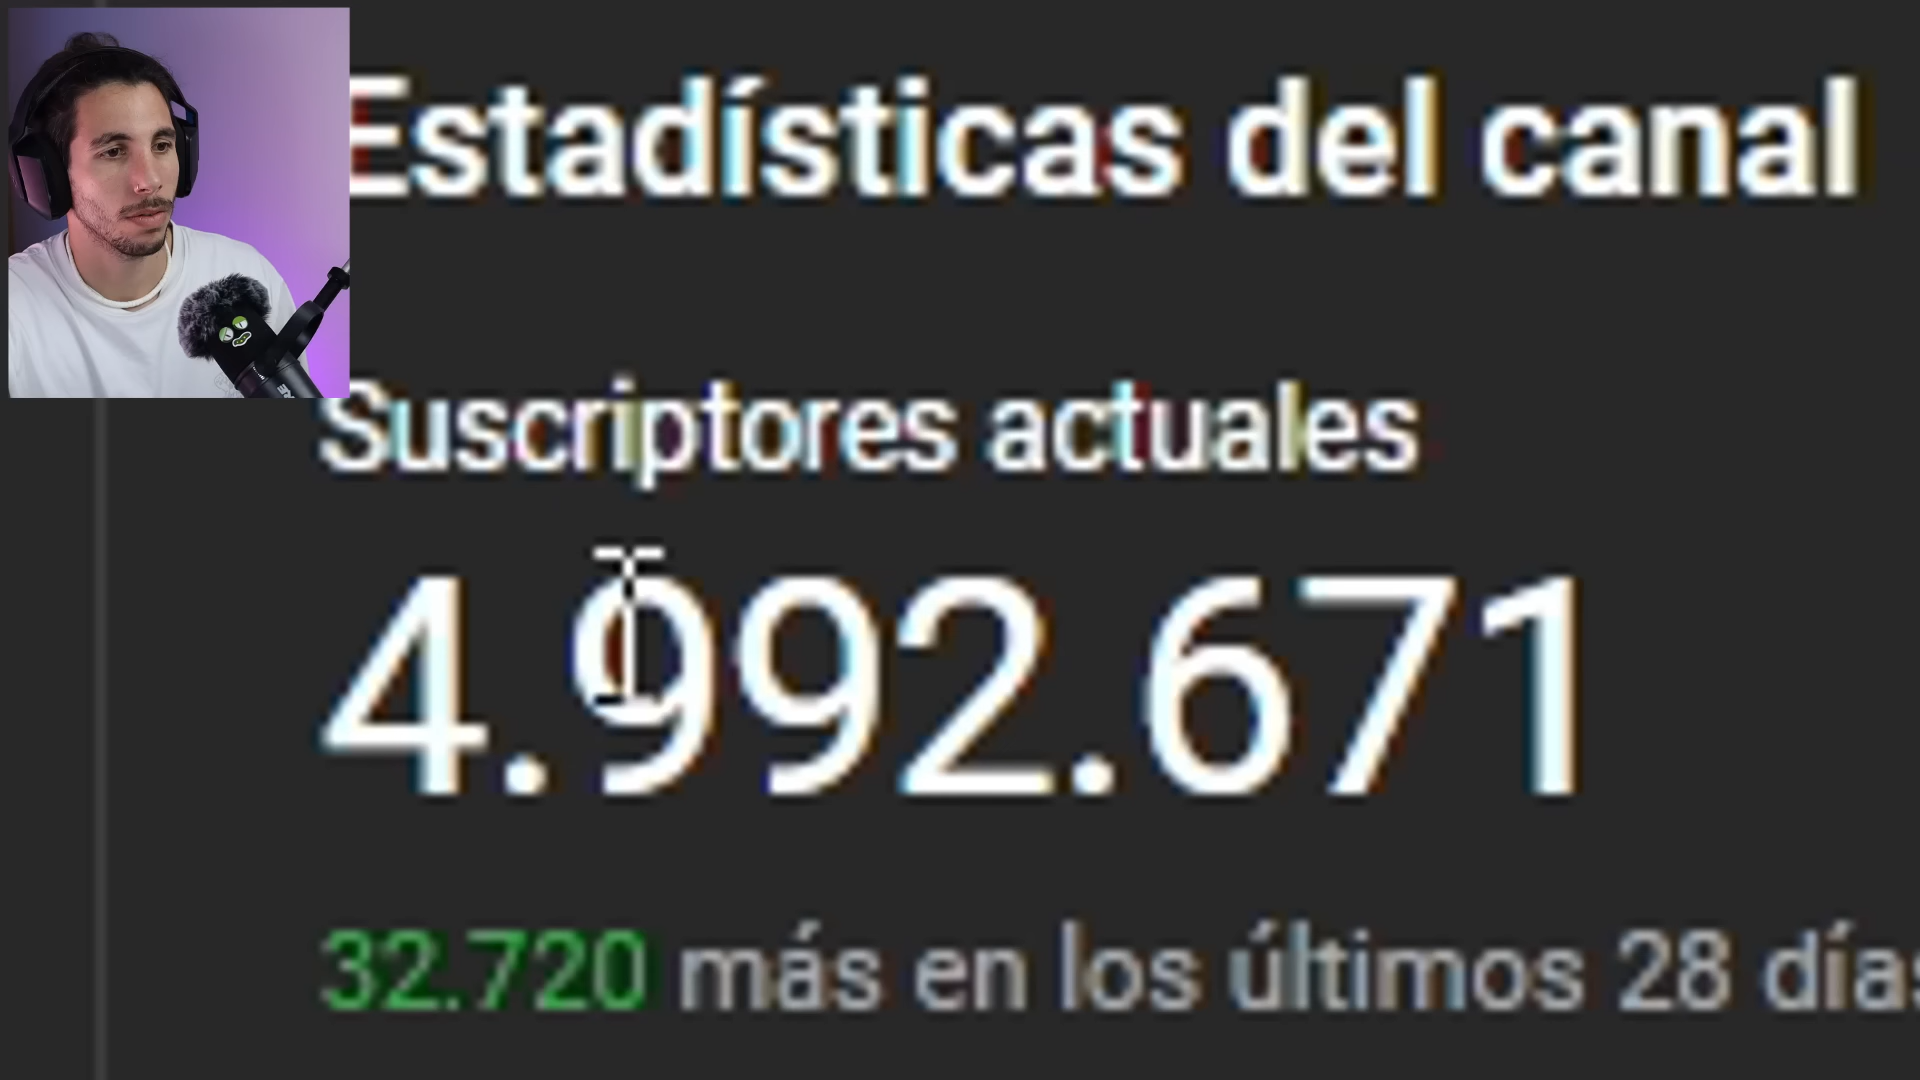 Estadísticas del canal
Suscriptores actuales
4.992.671
32.720 más en los últimos 28 días